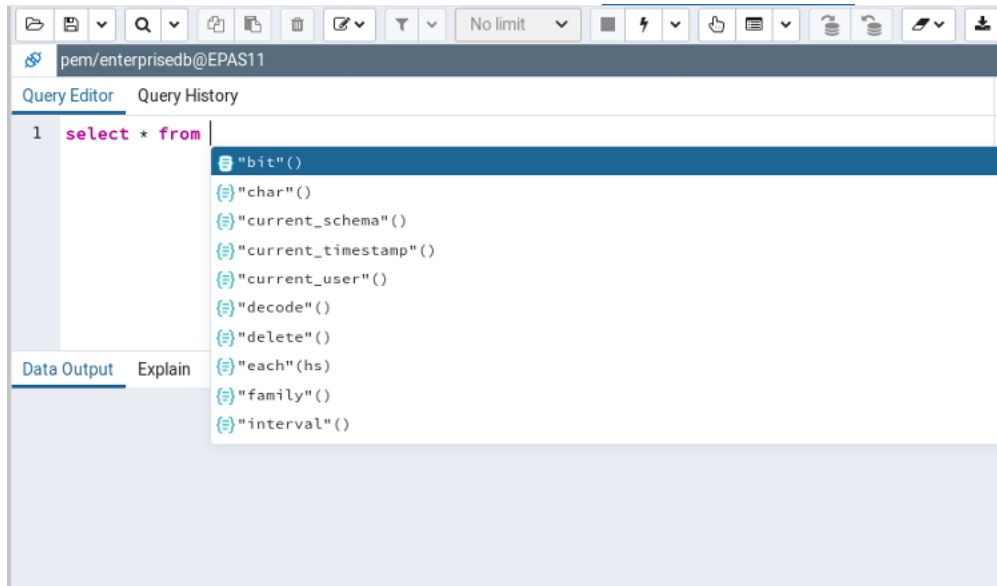 No limit
pem/enterprisedb@EPAS11
Query Editor Query History
1 select * from
"bit"()
"char"()
"current_schema"()
"current_timestamp"()
"current_user"()
"decode"()
"delete"()
Data Output Explain
"each"(hs)
"family"()
"interval"()